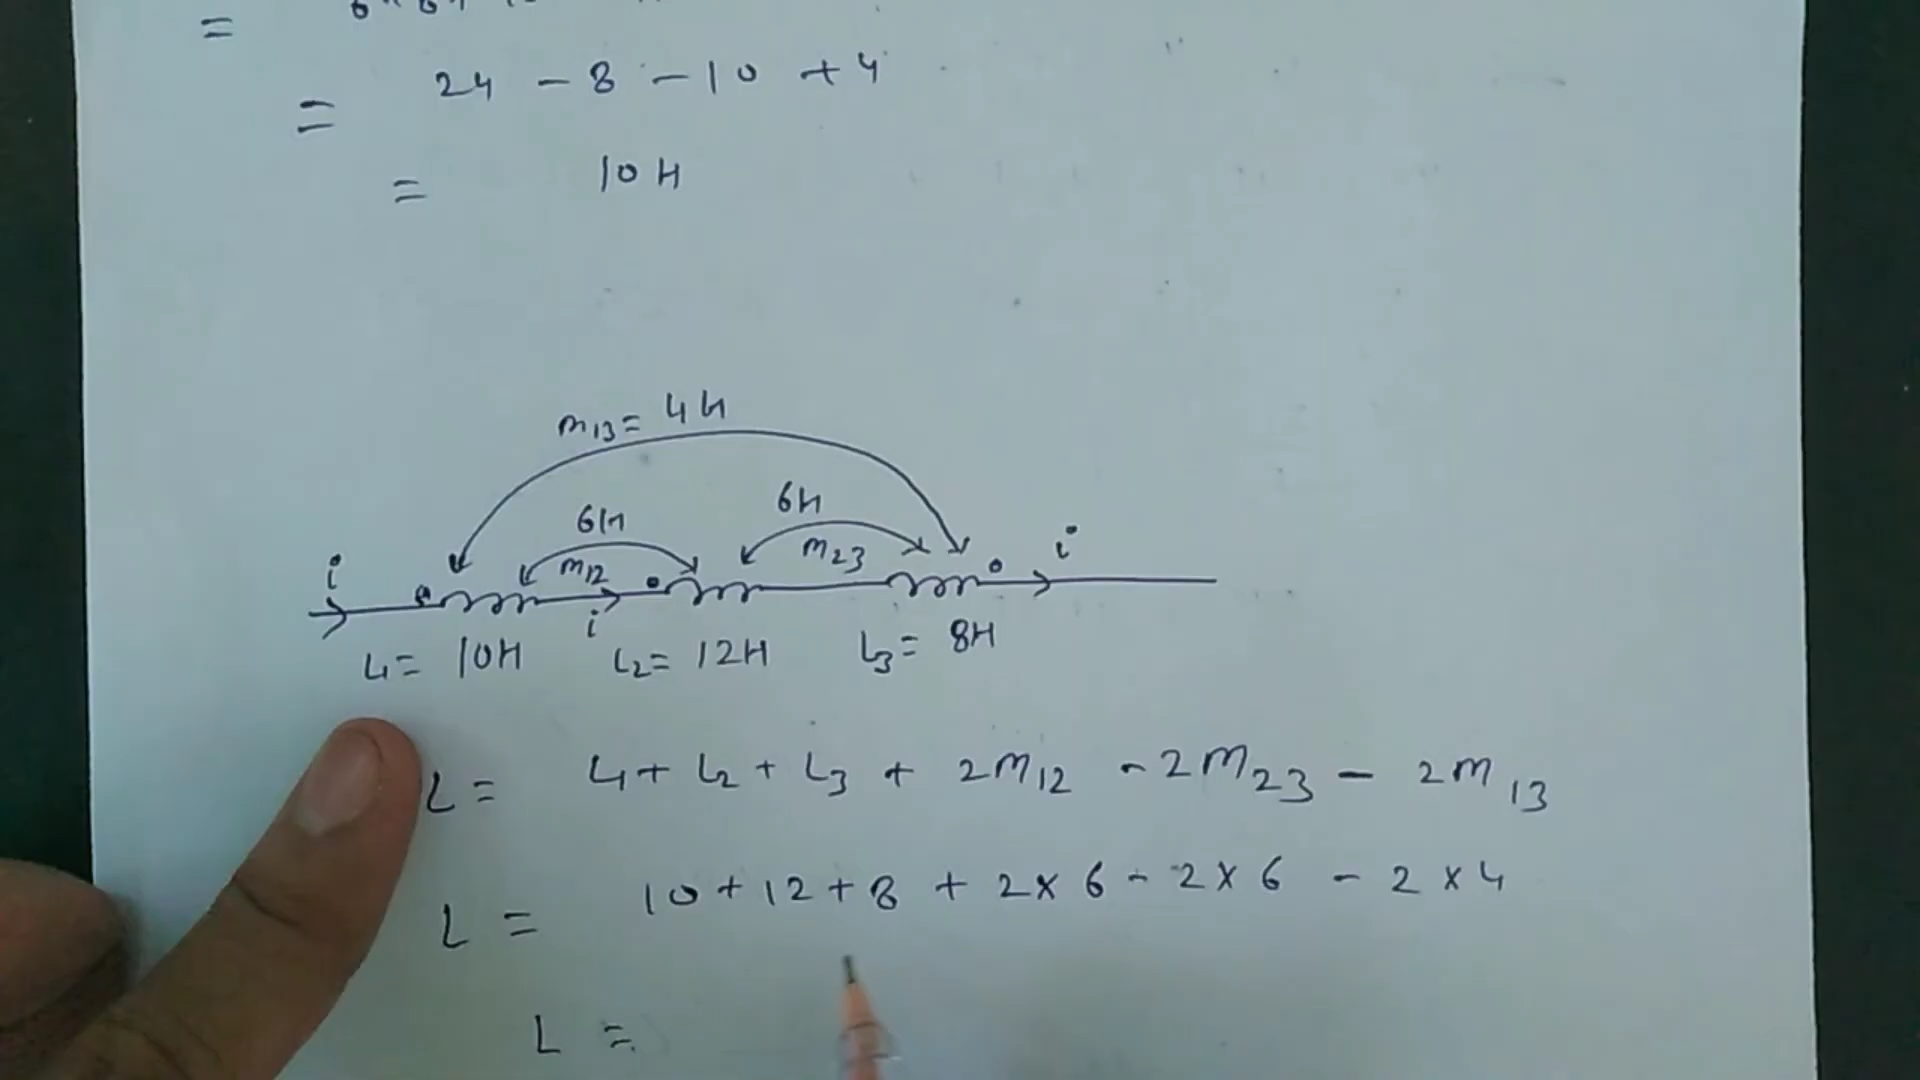 =
= 24 - 8 - 10 + 4
= 10 H
m13 = 4H
6H 6H
m12 m23
i i i
L1 = 10H L2 = 12H L3 = 8H
L = L1 + L2 + L3 + 2m12 - 2m23 - 2m13
L = 10 + 12 + 8 + 2 x 6 - 2 x 6 - 2 x 4
L =